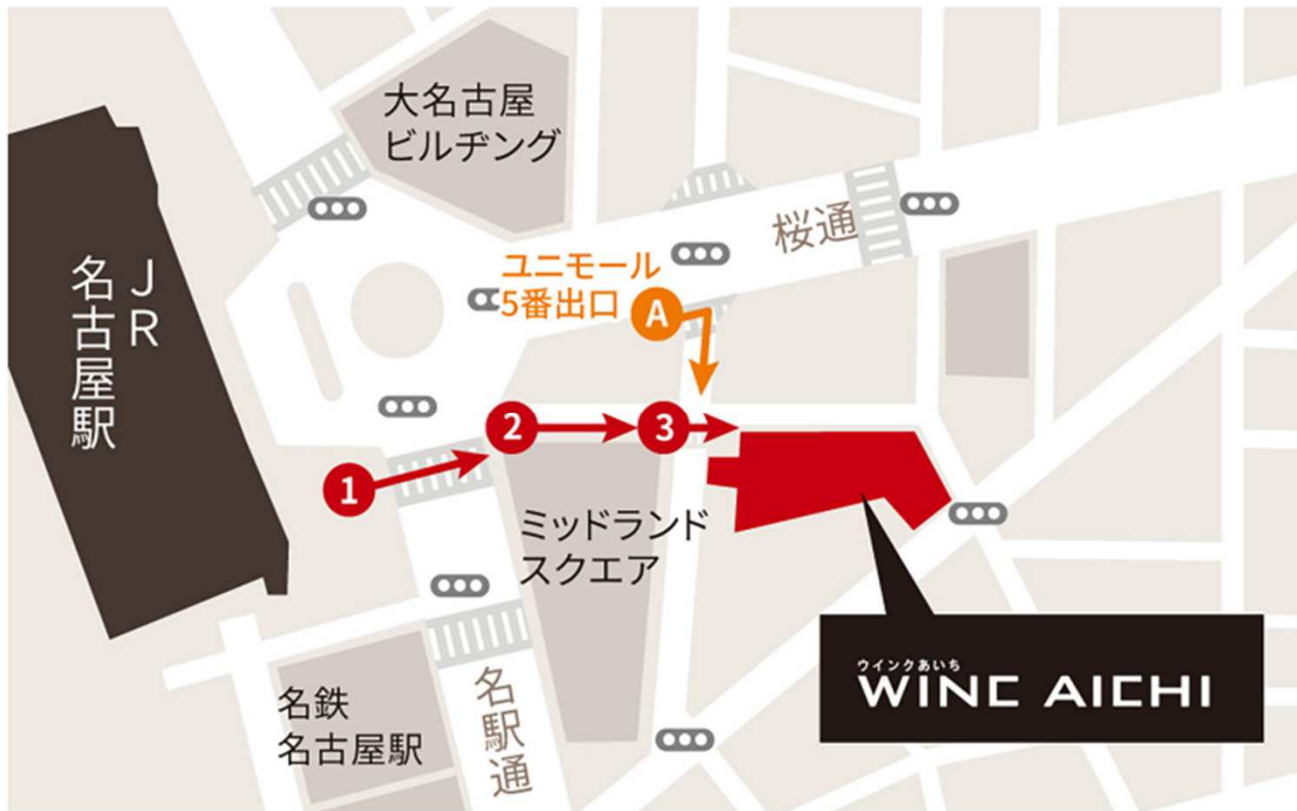 大名古屋
ビルヂング
桜通
ユニモール
5番出口
A
JR
名古屋駅
1
2
3
ミッドランド
スクエア
ウインクあいち
WINC AICHI
名鉄
名古屋駅
名駅通